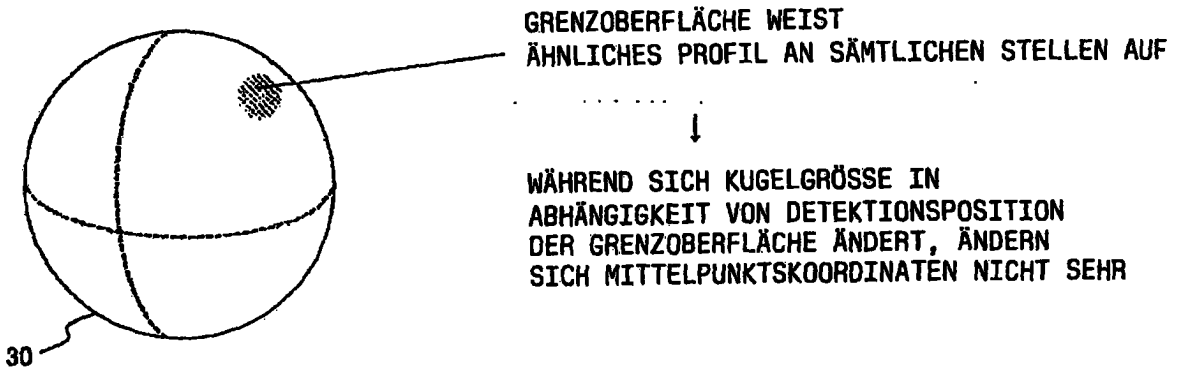 GRENZOBERFLÄCHE WEIST
ÄHNLICHES PROFIL AN SÄMTLICHEN STELLEN AUF
↓
WÄHREND SICH KUGELGRÖSSE IN
ABHÄNGIGKEIT VON DETEKTIONSPOSITION
DER GRENZOBERFLÄCHE ÄNDERT, ÄNDERN
SICH MITTELPUNKTSKOORDINATEN NICHT SEHR
30